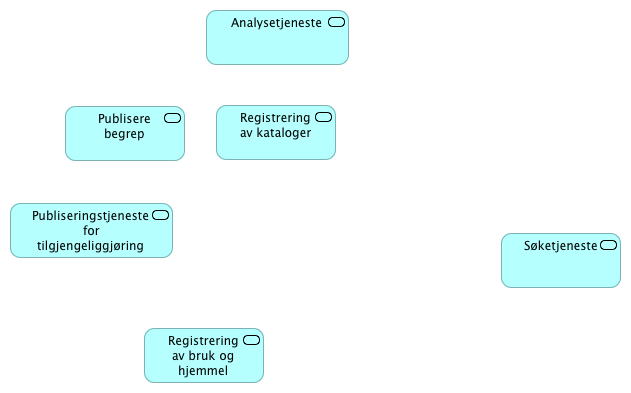 Analysetjeneste
Publisere
begrep
Registrering
av kataloger
Publiseringstjeneste
for
tilgjengeliggjøring
Søketjeneste
Registrering
av bruk og
hjemmel